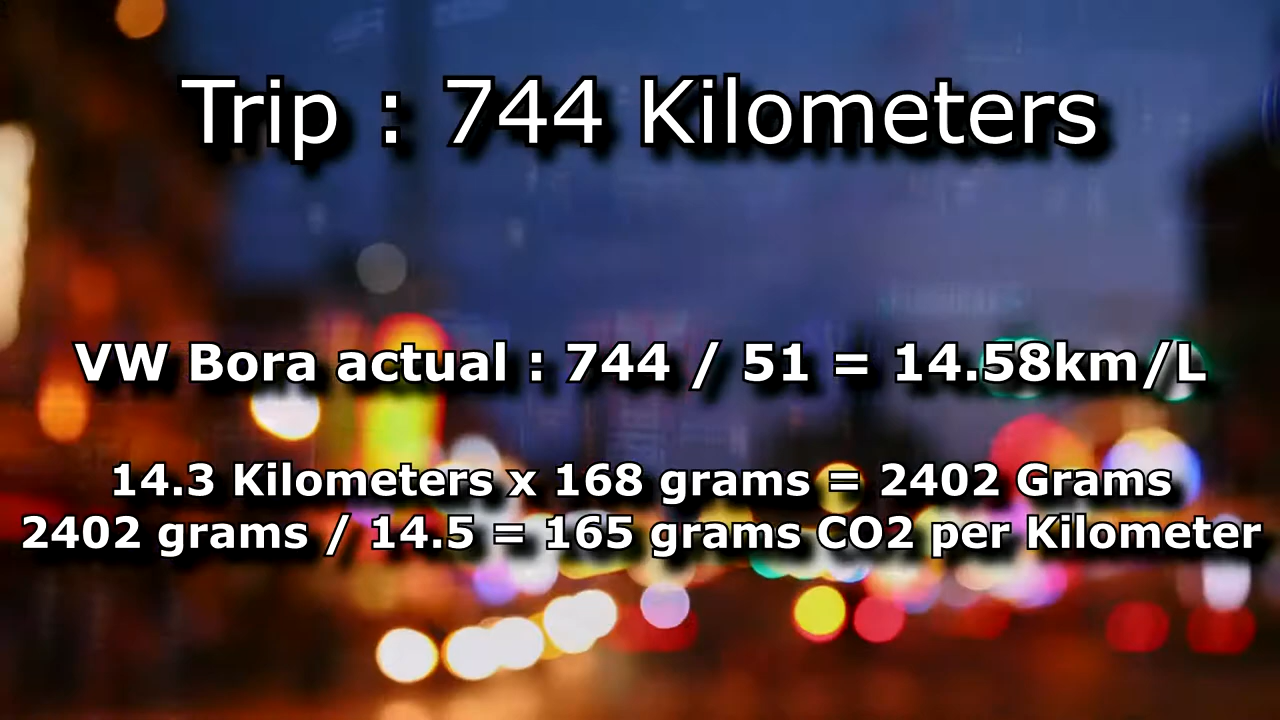 Trip : 744 Kilometers
VW Bora actual : 744 / 51 = 14.58km/L
14.3 Kilometers x 168 grams = 2402 Grams
2402 grams / 14.5 = 165 grams CO2 per Kilometer